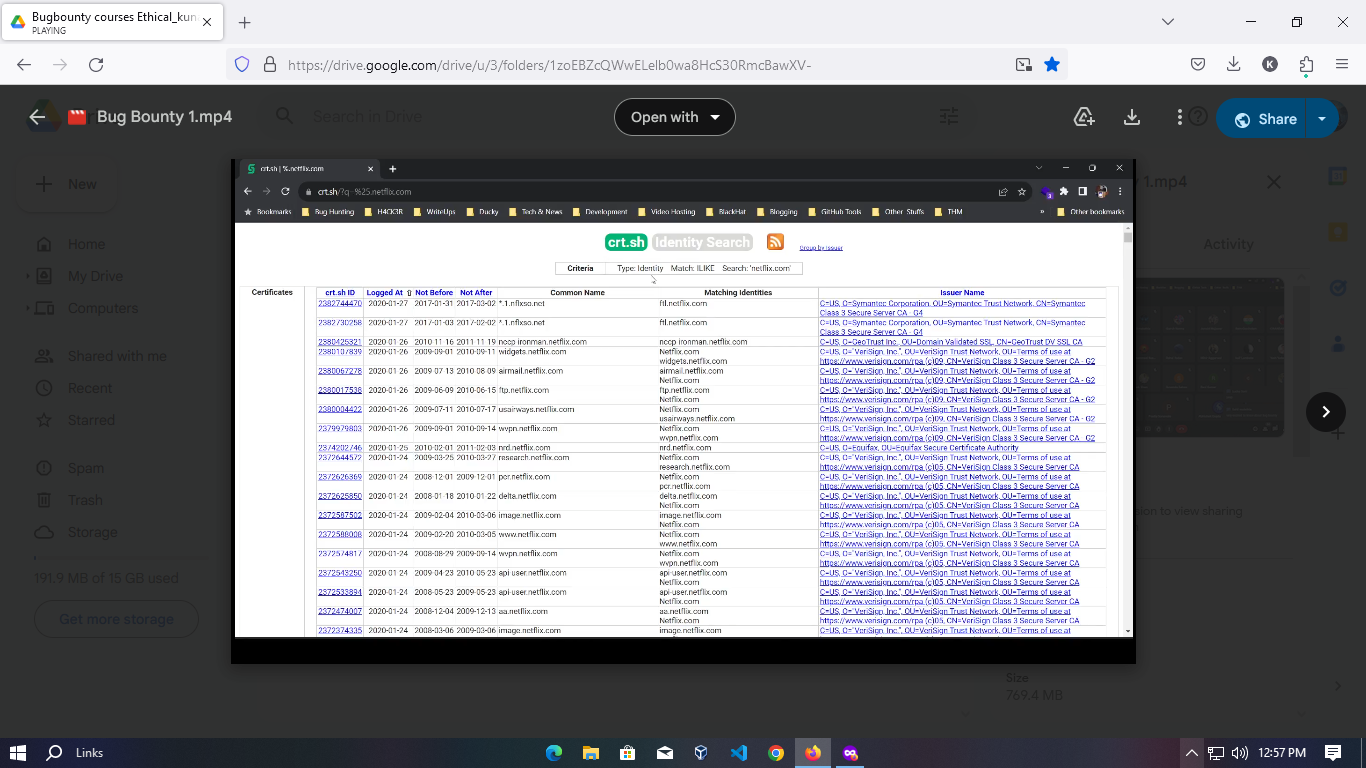 Bugbounty courses Ethical_kun
PLAYING
https://drive.google.com/drive/u/3/folders/1zoEBZcQWwELelb0wa8HcS30RmcBawXV-
K
Bug Bounty 1.mp4
Search in Drive
Open with
Share
New
1.mp4
Home
My Drive
Computers
Shared with me
Recent
Starred
Spam
Trash
Storage
191.9 MB of 15 GB used
Get more storage
Activity
ion to view sharing
Size
769.4 MB
crt.sh | %.netflix.com
crt.sh/?q=%25.netflix.com
Bookmarks Bug Hunting H4CK3R WriteUps Ducky Tech & News Development Video Hosting BlackHat Blogging GitHub Tools Other Stuffs THM » Other bookmarks
crt.sh Identity Search Group by Issuer
Criteria Type: Identity Match: ILIKE Search: 'netflix.com'
Certificates crt.sh ID Logged At ⇧ Not Before Not After Common Name Matching Identities Issuer Name
2382744470 2020-01-27 2017-01-31 2017-03-02 *.1.nflxso.net ftl.netflix.com C=US, O=Symantec Corporation, OU=Symantec Trust Network, CN=Symantec
Class 3 Secure Server CA - G4
2382730258 2020-01-27 2017-01-03 2017-02-02 *.1.nflxso.net ftl.netflix.com C=US, O=Symantec Corporation, OU=Symantec Trust Network, CN=Symantec
Class 3 Secure Server CA - G4
2380425321 2020-01-26 2010-11-16 2011-11-19 nccp ironman.netflix.com nccp ironman.netflix.com C=US, O=GeoTrust Inc., OU=Domain Validated SSL, CN=GeoTrust DV SSL CA
2380107839 2020-01-26 2009-09-01 2010-09-11 widgets.netflix.com Netflix.com C=US, O="VeriSign, Inc.", OU=VeriSign Trust Network, OU=Terms of use at
widgets.netflix.com https://www.verisign.com/rpa (c)09, CN=VeriSign Class 3 Secure Server CA - G2
2380067278 2020-01-26 2009-07-13 2010-08-09 airmail.netflix.com airmail.netflix.com C=US, O="VeriSign, Inc.", OU=VeriSign Trust Network, OU=Terms of use at
Netflix.com https://www.verisign.com/rpa (c)09, CN=VeriSign Class 3 Secure Server CA - G2
2380017538 2020-01-26 2009-06-09 2010-06-15 ftp.netflix.com ftp.netflix.com C=US, O="VeriSign, Inc.", OU=VeriSign Trust Network, OU=Terms of use at
Netflix.com https://www.verisign.com/rpa (c)09, CN=VeriSign Class 3 Secure Server CA - G2
2380004422 2020-01-26 2009-07-11 2010-07-17 usairways.netflix.com Netflix.com C=US, O="VeriSign, Inc.", OU=VeriSign Trust Network, OU=Terms of use at
usairways.netflix.com https://www.verisign.com/rpa (c)09, CN=VeriSign Class 3 Secure Server CA - G2
2379979803 2020-01-26 2009-09-01 2010-09-14 wvpn.netflix.com Netflix.com C=US, O="VeriSign, Inc.", OU=VeriSign Trust Network, OU=Terms of use at
wvpn.netflix.com https://www.verisign.com/rpa (c)09, CN=VeriSign Class 3 Secure Server CA - G2
2374202746 2020-01-25 2010-02-01 2011-02-03 nrd.netflix.com nrd.netflix.com C=US, O=Equifax, OU=Equifax Secure Certificate Authority
2372644572 2020-01-24 2009-03-25 2010-03-27 research.netflix.com Netflix.com C=US, O="VeriSign, Inc.", OU=VeriSign Trust Network, OU=Terms of use at
research.netflix.com https://www.verisign.com/rpa (c)05, CN=VeriSign Class 3 Secure Server CA
2372626369 2020-01-24 2008-12-01 2009-12-01 pcr.netflix.com Netflix.com C=US, O="VeriSign, Inc.", OU=VeriSign Trust Network, OU=Terms of use at
pcr.netflix.com https://www.verisign.com/rpa (c)05, CN=VeriSign Class 3 Secure Server CA
2372625850 2020-01-24 2008-01-18 2010-01-22 delta.netflix.com delta.netflix.com C=US, O="VeriSign, Inc.", OU=VeriSign Trust Network, OU=Terms of use at
Netflix.com https://www.verisign.com/rpa (c)05, CN=VeriSign Class 3 Secure Server CA
2372587502 2020-01-24 2009-02-04 2010-03-06 image.netflix.com image.netflix.com C=US, O="VeriSign, Inc.", OU=VeriSign Trust Network, OU=Terms of use at
Netflix.com https://www.verisign.com/rpa (c)05, CN=VeriSign Class 3 Secure Server CA
2372588008 2020-01-24 2009-02-20 2010-03-05 www.netflix.com Netflix.com C=US, O="VeriSign, Inc.", OU=VeriSign Trust Network, OU=Terms of use at
www.netflix.com https://www.verisign.com/rpa (c)05, CN=VeriSign Class 3 Secure Server CA
2372574817 2020-01-24 2008-08-29 2009-09-14 wvpn.netflix.com Netflix.com C=US, O="VeriSign, Inc.", OU=VeriSign Trust Network, OU=Terms of use at
wvpn.netflix.com https://www.verisign.com/rpa (c)05, CN=VeriSign Class 3 Secure Server CA
2372543250 2020-01-24 2009-04-23 2010-05-23 api-user.netflix.com api-user.netflix.com C=US, O="VeriSign, Inc.", OU=VeriSign Trust Network, OU=Terms of use at
Netflix.com https://www.verisign.com/rpa (c)05, CN=VeriSign Class 3 Secure Server CA
2372533894 2020-01-24 2008-05-23 2009-05-23 api-user.netflix.com api-user.netflix.com C=US, O="VeriSign, Inc.", OU=VeriSign Trust Network, OU=Terms of use at
Netflix.com https://www.verisign.com/rpa (c)05, CN=VeriSign Class 3 Secure Server CA
2372474007 2020-01-24 2008-12-04 2009-12-13 aa.netflix.com aa.netflix.com C=US, O="VeriSign, Inc.", OU=VeriSign Trust Network, OU=Terms of use at
Netflix.com https://www.verisign.com/rpa (c)05, CN=VeriSign Class 3 Secure Server CA
2372374335 2020-01-24 2008-03-06 2009-03-06 image.netflix.com image.netflix.com C=US, O="VeriSign, Inc.", OU=VeriSign Trust Network, OU=Terms of use at
Links
12:57 PM